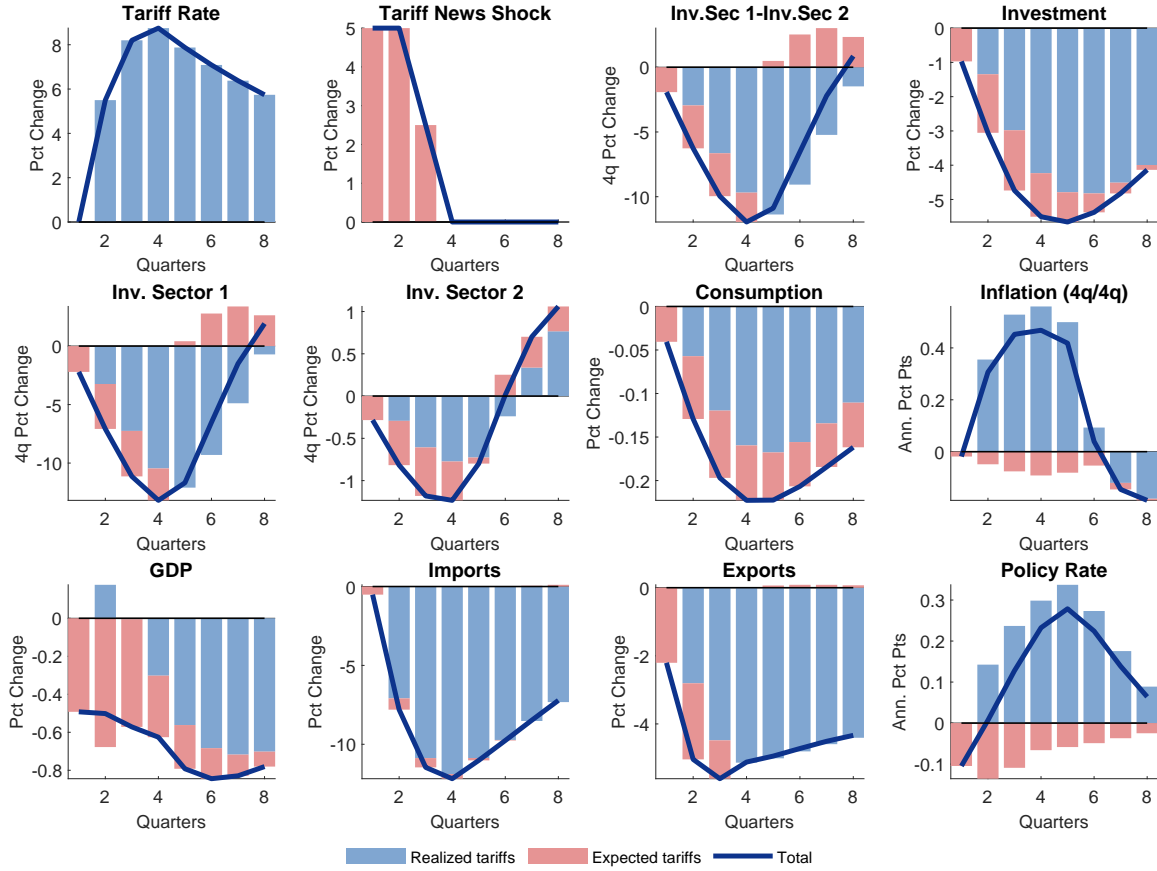 Tariff Rate
Pct Change
8
6
4
2
0
2 4 6 8
Quarters
Tariff News Shock
Pct Change
5
4
3
2
1
0
2 4 6 8
Quarters
Inv.Sec 1-Inv.Sec 2
4q Pct Change
0
-5
-10
2 4 6 8
Quarters
Investment
Pct Change
0
-1
-2
-3
-4
-5
2 4 6 8
Quarters
Inv. Sector 1
4q Pct Change
0
-5
-10
2 4 6 8
Quarters
Inv. Sector 2
4q Pct Change
1
0.5
0
-0.5
-1
2 4 6 8
Quarters
Consumption
Pct Change
0
-0.05
-0.1
-0.15
-0.2
2 4 6 8
Quarters
Inflation (4q/4q)
Ann. Pct Pts
0.4
0.2
0
2 4 6 8
Quarters
GDP
Pct Change
0
-0.2
-0.4
-0.6
-0.8
2 4 6 8
Quarters
Imports
Pct Change
0
-5
-10
2 4 6 8
Quarters
Exports
Pct Change
0
-2
-4
2 4 6 8
Quarters
Policy Rate
Ann. Pct Pts
0.3
0.2
0.1
0
-0.1
2 4 6 8
Quarters
Realized tariffs Expected tariffs Total